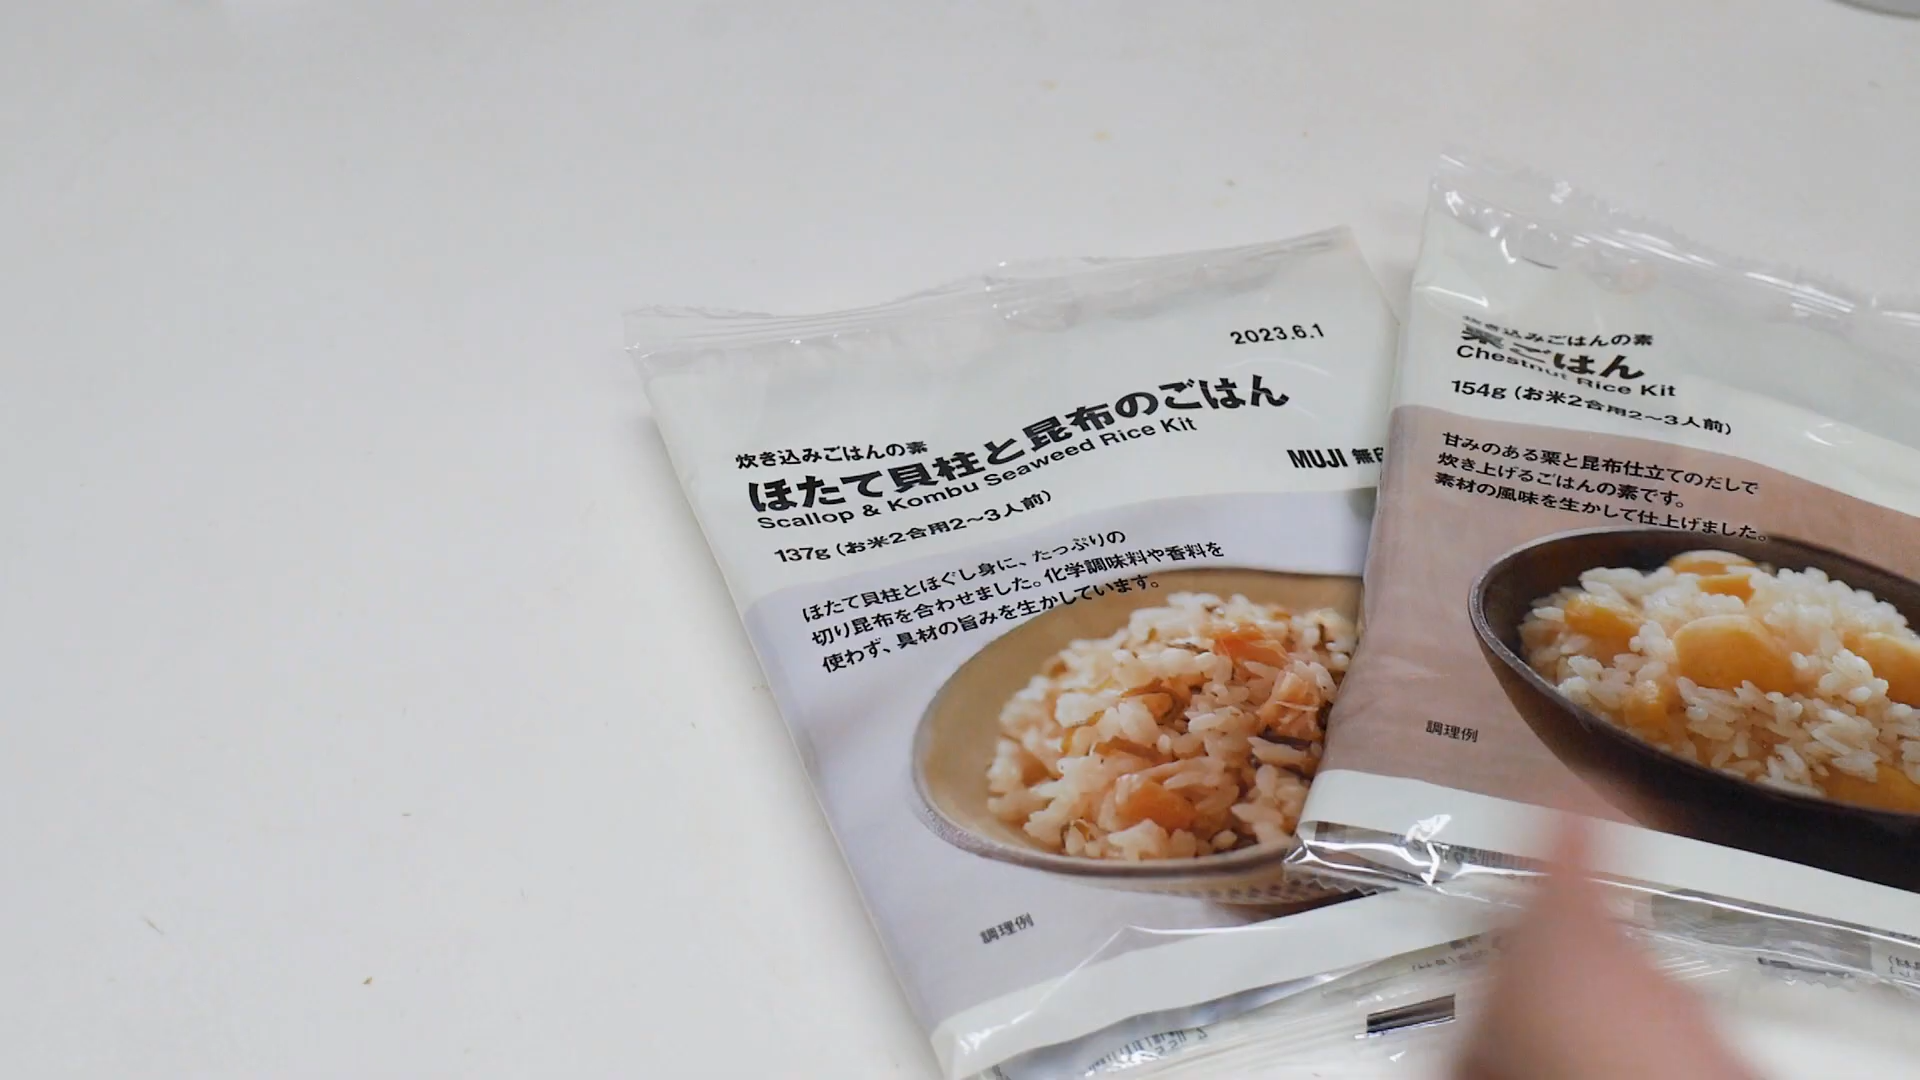 2023.6.1
炊き込みごはんの素
ほたて貝柱と昆布のごはん
Scallop & Kombu Seaweed Rice Kit
MUJI 無
137g (お米2合用2〜3人前)
ほたて貝柱とほぐし身に、たっぷりの
切り昆布を合わせました。化学調味料や香料を
使わず、具材の旨みを生かしています。
調理例
炊き込みごはんの素
栗ごはん
Chestnut Rice Kit
154g (お米2合用2〜3人前)
甘みのある栗と昆布仕立てのだしで
炊き上げるごはんの素です。
素材の風味を生かして仕上げました。
調理例